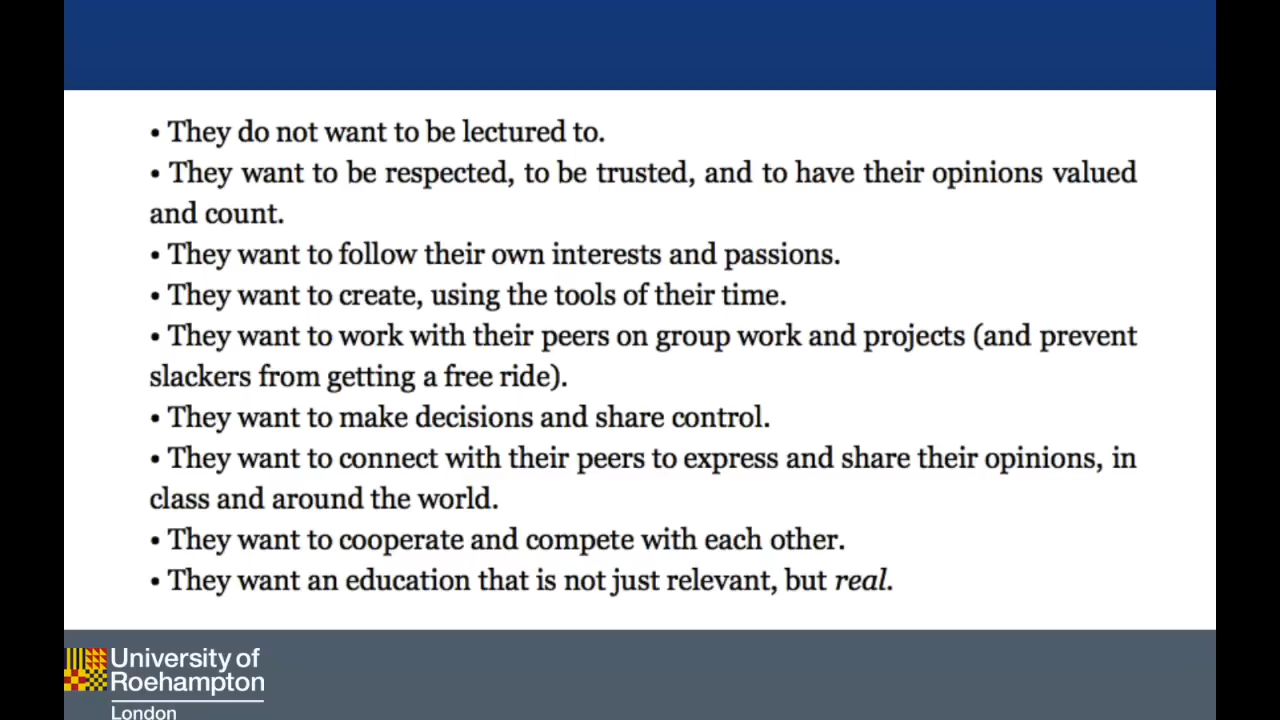 • They do not want to be lectured to.
• They want to be respected, to be trusted, and to have their opinions valued
and count.
• They want to follow their own interests and passions.
• They want to create, using the tools of their time.
• They want to work with their peers on group work and projects (and prevent
slackers from getting a free ride).
• They want to make decisions and share control.
• They want to connect with their peers to express and share their opinions, in
class and around the world.
• They want to cooperate and compete with each other.
• They want an education that is not just relevant, but real.
University of
Roehampton
London